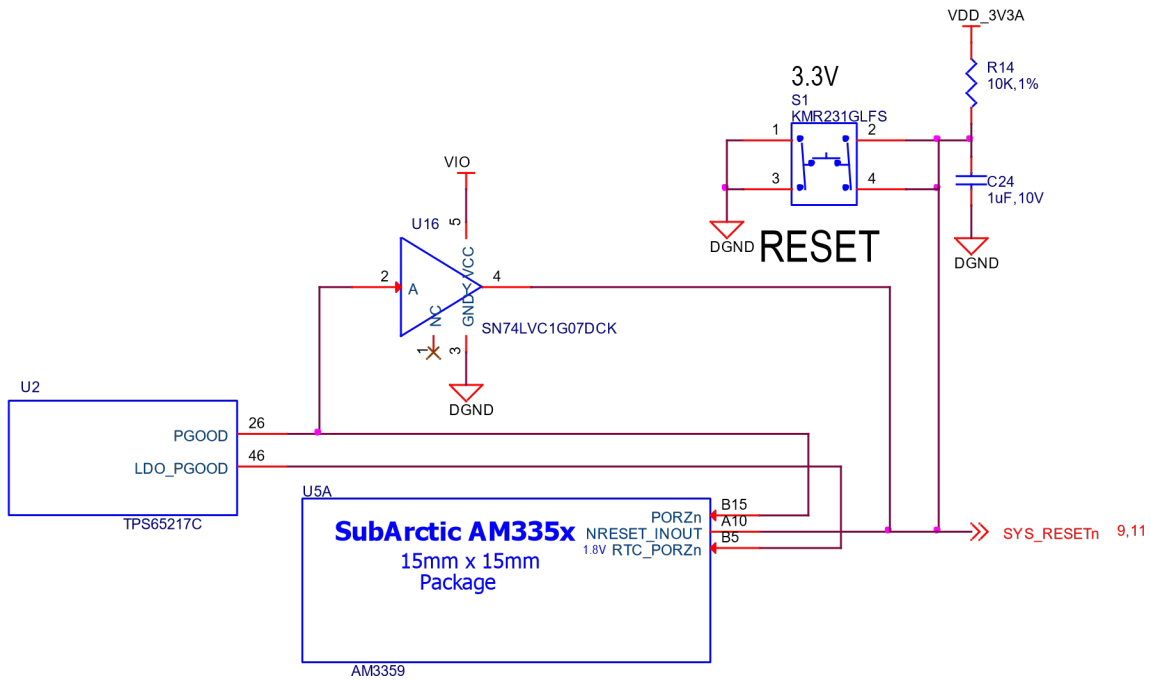 VDD_3V3A
R14
10K,1%
3.3V
S1
KMR231GLFS
1
2
3
4
C24
1uF,10V
DGND
RESET
DGND
VIO
U16
5
VCC
2
A
Y
4
NC
GND
SN74LVC1G07DCK
1
3
DGND
U2
PGOOD
26
LDO_PGOOD
46
TPS65217C
U5A
SubArctic AM335x
15mm x 15mm
Package
PORZn
B15
NRESET_INOUT
A10
1.8V RTC_PORZn
B5
SYS_RESETn 9,11
AM3359